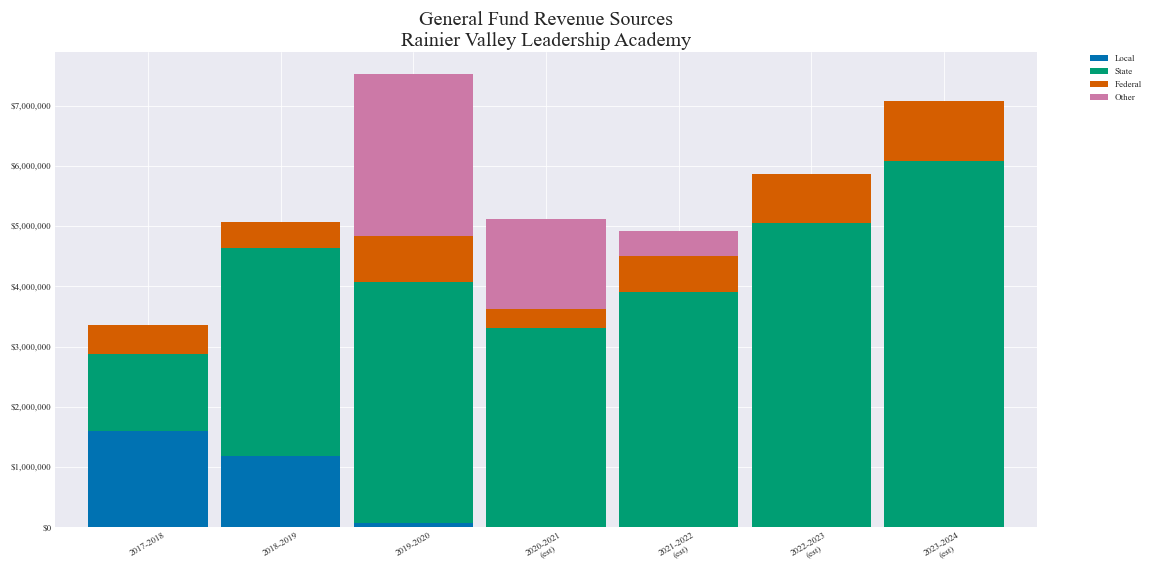 General Fund Revenue Sources
Rainier Valley Leadership Academy
Local
State
Federal
Other
$7,000,000
$6,000,000
$5,000,000
$4,000,000
$3,000,000
$2,000,000
$1,000,000
$0
2017-2018
2018-2019
2019-2020
2020-2021
(est)
2021-2022
(est)
2022-2023
(est)
2023-2024
(est)